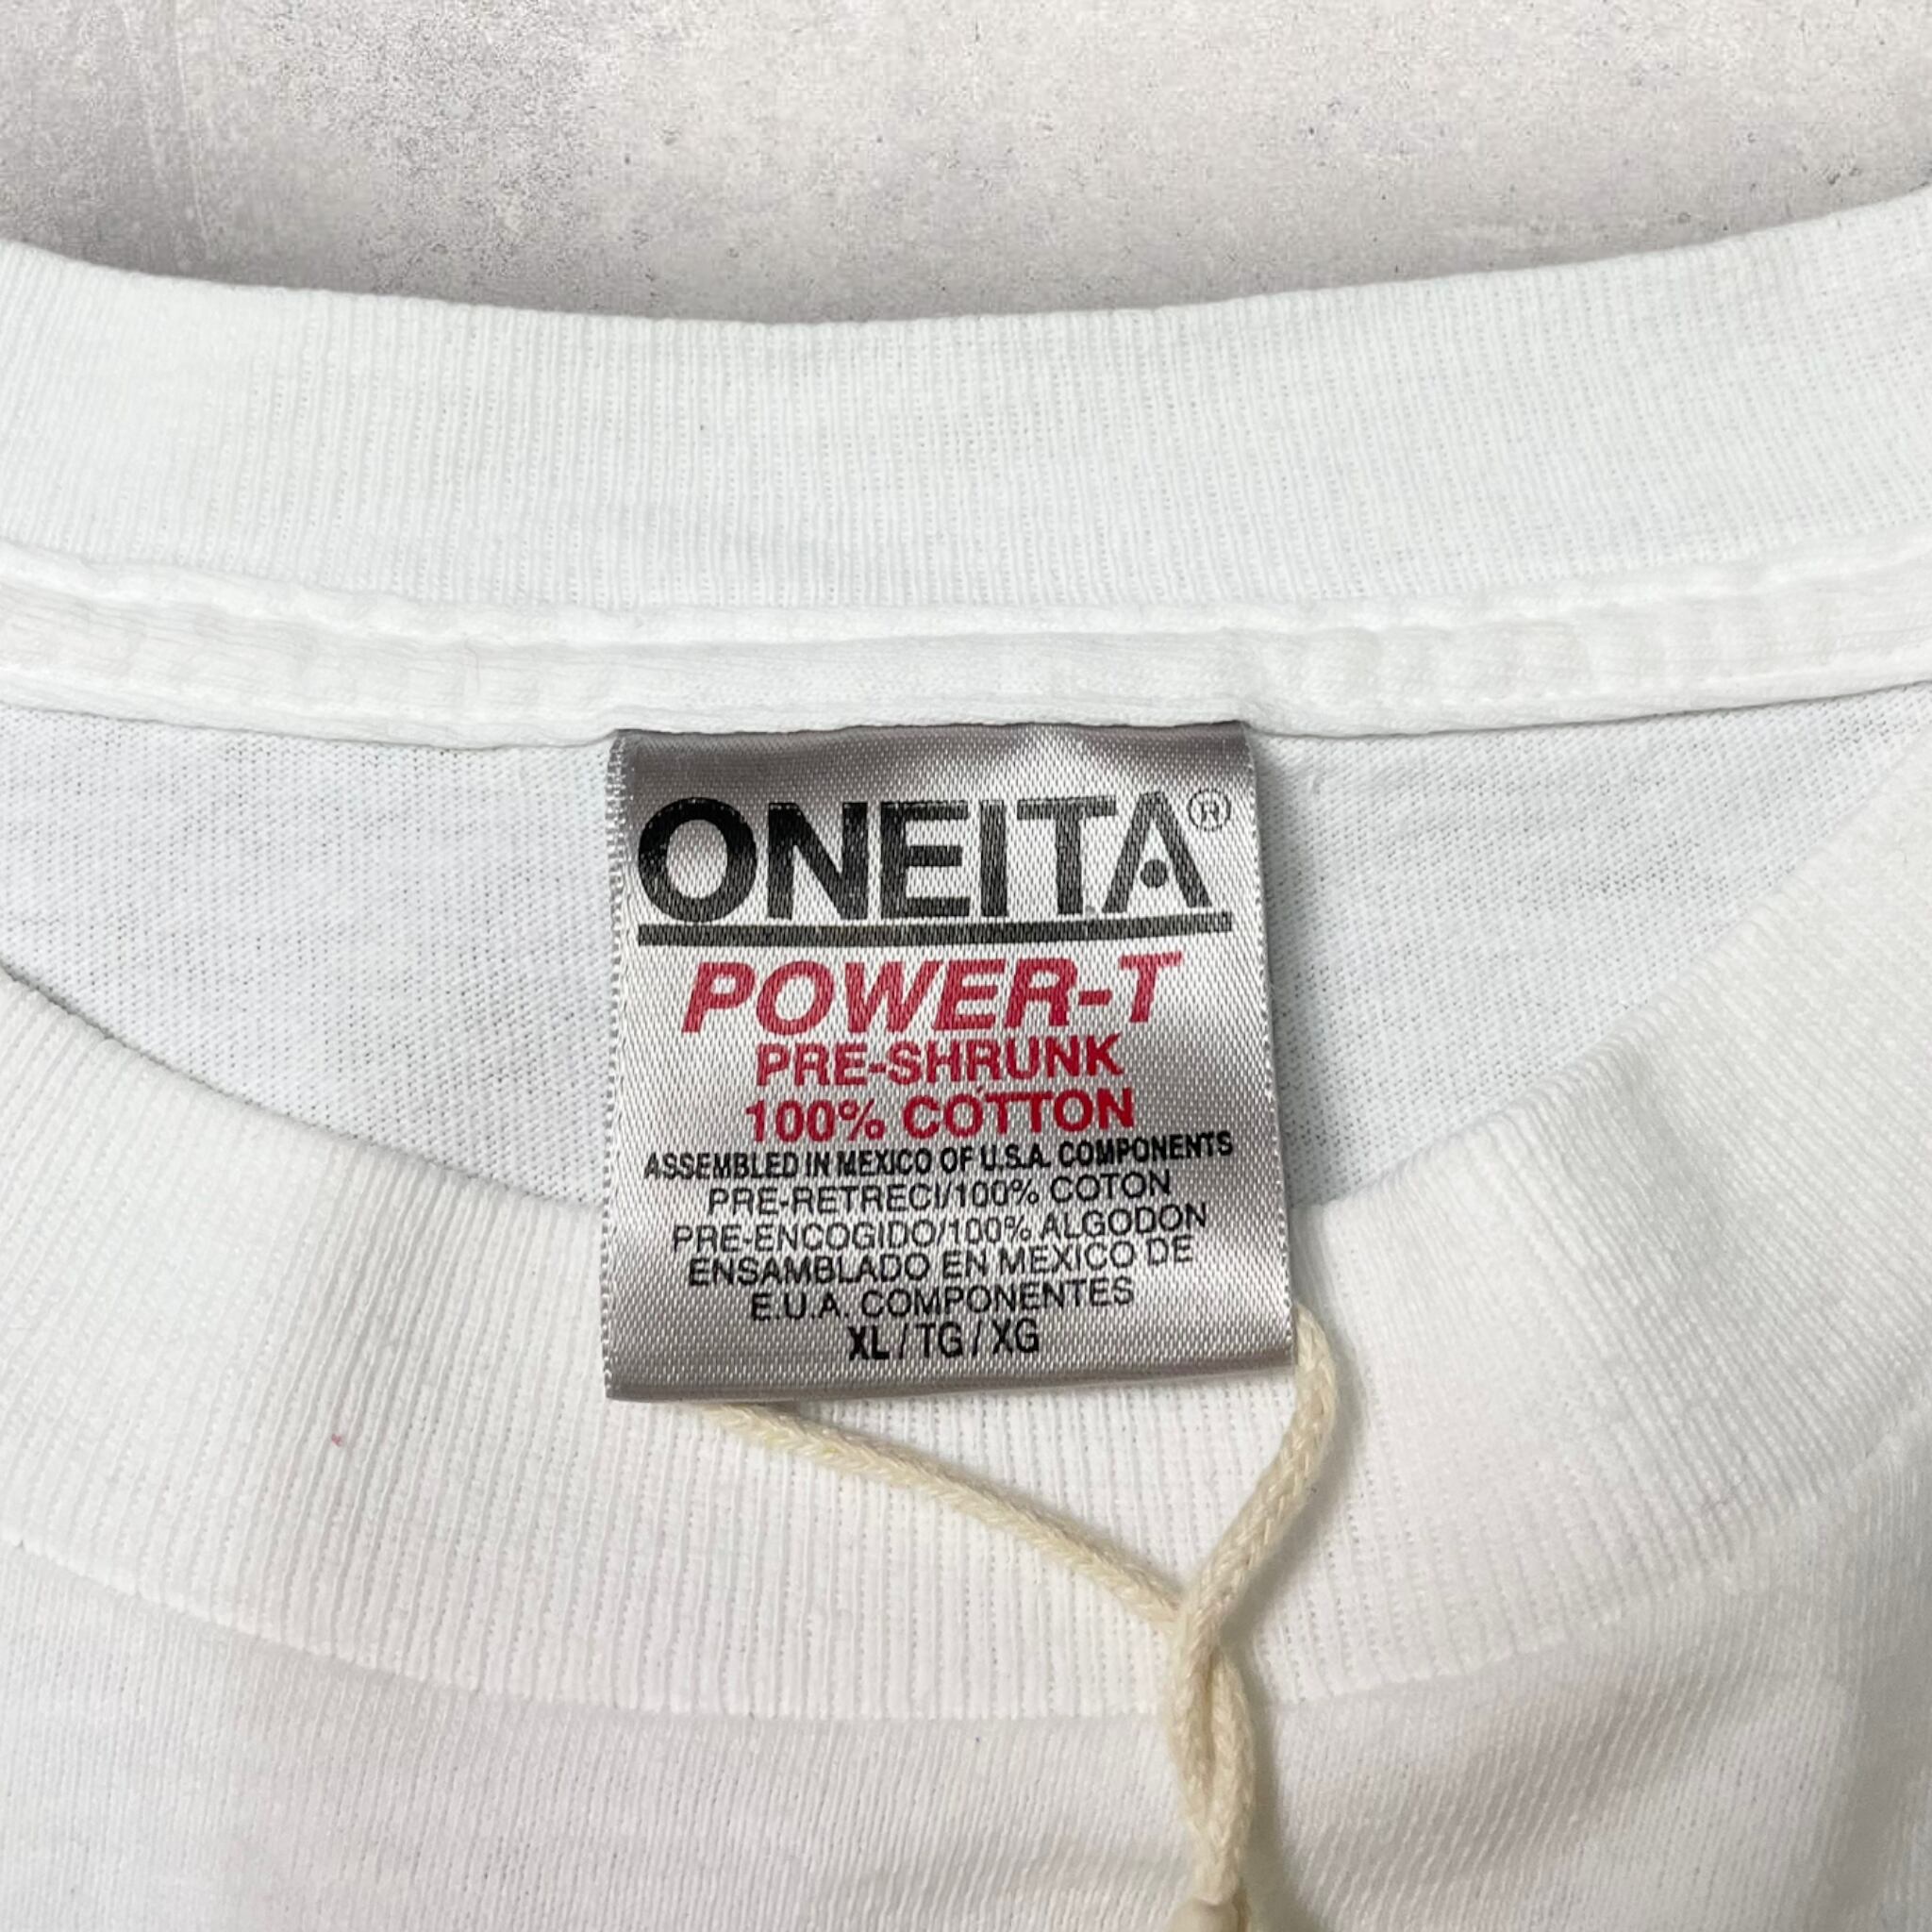 ONEITA®
POWER-T
PRE-SHRUNK
100% COTTON
ASSEMBLED IN MEXICO OF U.S.A. COMPONENTS
PRE-RETRECI/100% COTON
PRE-ENCOGIDO/100% ALGODON
ENSAMBLADO EN MEXICO DE
E.U.A. COMPONENTES
XL/TG/XG